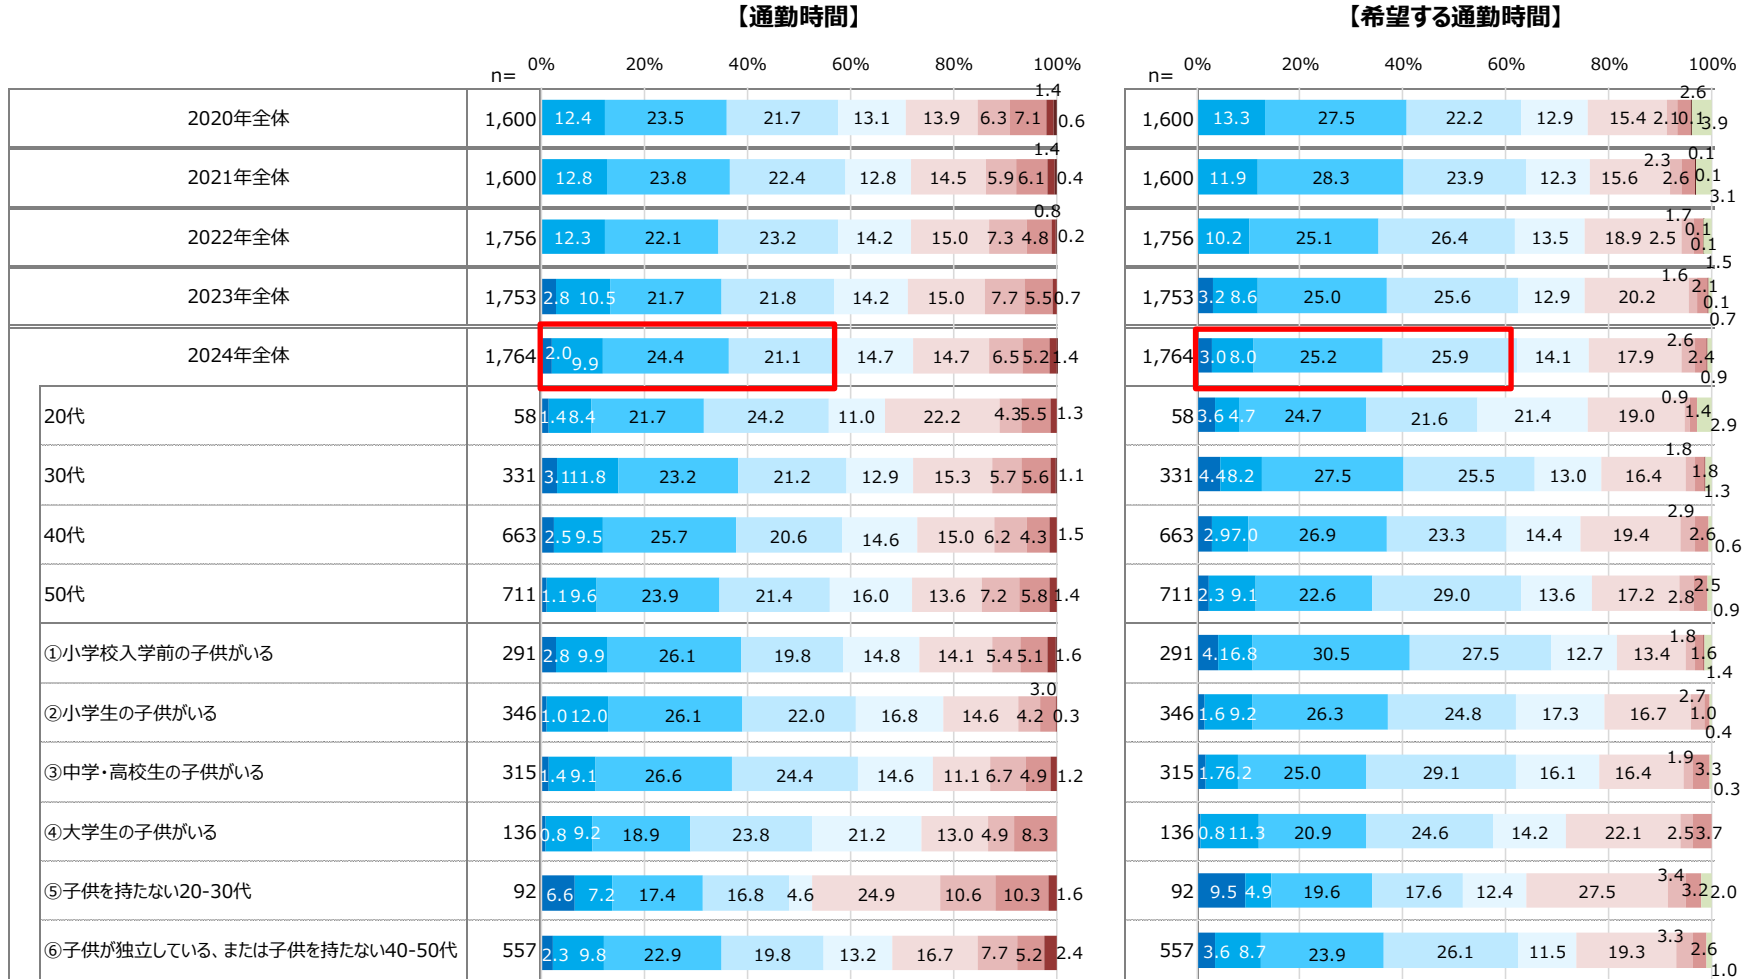 【通勤時間】 【希望する通勤時間】
n= 0% 20% 40% 60% 80% 100% n= 0% 20% 40% 60% 80% 100%
2020年全体 1,600 12.4 23.5 21.7 13.1 13.9 6.3 7.1 1.4 0.6 1,600 13.3 27.5 22.2 12.9 15.4 2.1 2.6 0.1 3.9
2021年全体 1,600 12.8 23.8 22.4 12.8 14.5 5.9 6.1 1.4 0.4 1,600 11.9 28.3 23.9 12.3 15.6 2.3 2.6 0.1 0.1 3.1
2022年全体 1,756 12.3 22.1 23.2 14.2 15.0 7.3 4.8 0.8 0.2 1,756 10.2 25.1 26.4 13.5 18.9 2.5 1.7 0.1 0.1 1.5
2023年全体 1,753 2.8 10.5 21.7 21.8 14.2 15.0 7.7 5.5 0.7 1,753 3.2 8.6 25.0 25.6 12.9 20.2 1.6 2.1 0.1 0.7
2024年全体 1,764 2.0 9.9 24.4 21.1 14.7 14.7 6.5 5.2 1.4 1,764 3.0 8.0 25.2 25.9 14.1 17.9 2.6 2.4 0.9
20代 58 1.4 8.4 21.7 24.2 11.0 22.2 4.3 5.5 1.3 58 3.6 4.7 24.7 21.6 21.4 19.0 0.9 1.4 2.9
30代 331 3.1 11.8 23.2 21.2 12.9 15.3 5.7 5.6 1.1 331 4.4 8.2 27.5 25.5 13.0 16.4 1.8 1.8 1.3
40代 663 2.5 9.5 25.7 20.6 14.6 15.0 6.2 4.3 1.5 663 2.9 7.0 26.9 23.3 14.4 19.4 2.9 2.6 0.6
50代 711 1.1 9.6 23.9 21.4 16.0 13.6 7.2 5.8 1.4 711 2.3 9.1 22.6 29.0 13.6 17.2 2.8 2.5 0.9
①小学校入学前の子供がいる 291 2.8 9.9 26.1 19.8 14.8 14.1 5.4 5.1 1.6 291 4.1 6.8 30.5 27.5 12.7 13.4 1.8 1.6 1.4
②小学生の子供がいる 346 1.0 12.0 26.1 22.0 16.8 14.6 4.2 3.0 0.3 346 1.6 9.2 26.3 24.8 17.3 16.7 2.7 1.0 0.4
③中学・高校生の子供がいる 315 1.4 9.1 26.6 24.4 14.6 11.1 6.7 4.9 1.2 315 1.7 6.2 25.0 29.1 16.1 16.4 1.9 3.3 0.3
④大学生の子供がいる 136 0.8 9.2 18.9 23.8 21.2 13.0 4.9 8.3 136 0.8 11.3 20.9 24.6 14.2 22.1 2.5 3.7
⑤子供を持たない20-30代 92 6.6 7.2 17.4 16.8 4.6 24.9 10.6 10.3 1.6 92 9.5 4.9 19.6 17.6 12.4 27.5 3.4 3.2 2.0
⑥子供が独立している、または子供を持たない40-50代 557 2.3 9.8 22.9 19.8 13.2 16.7 7.7 5.2 2.4 557 3.6 8.7 23.9 26.1 11.5 19.3 3.3 2.6 1.0